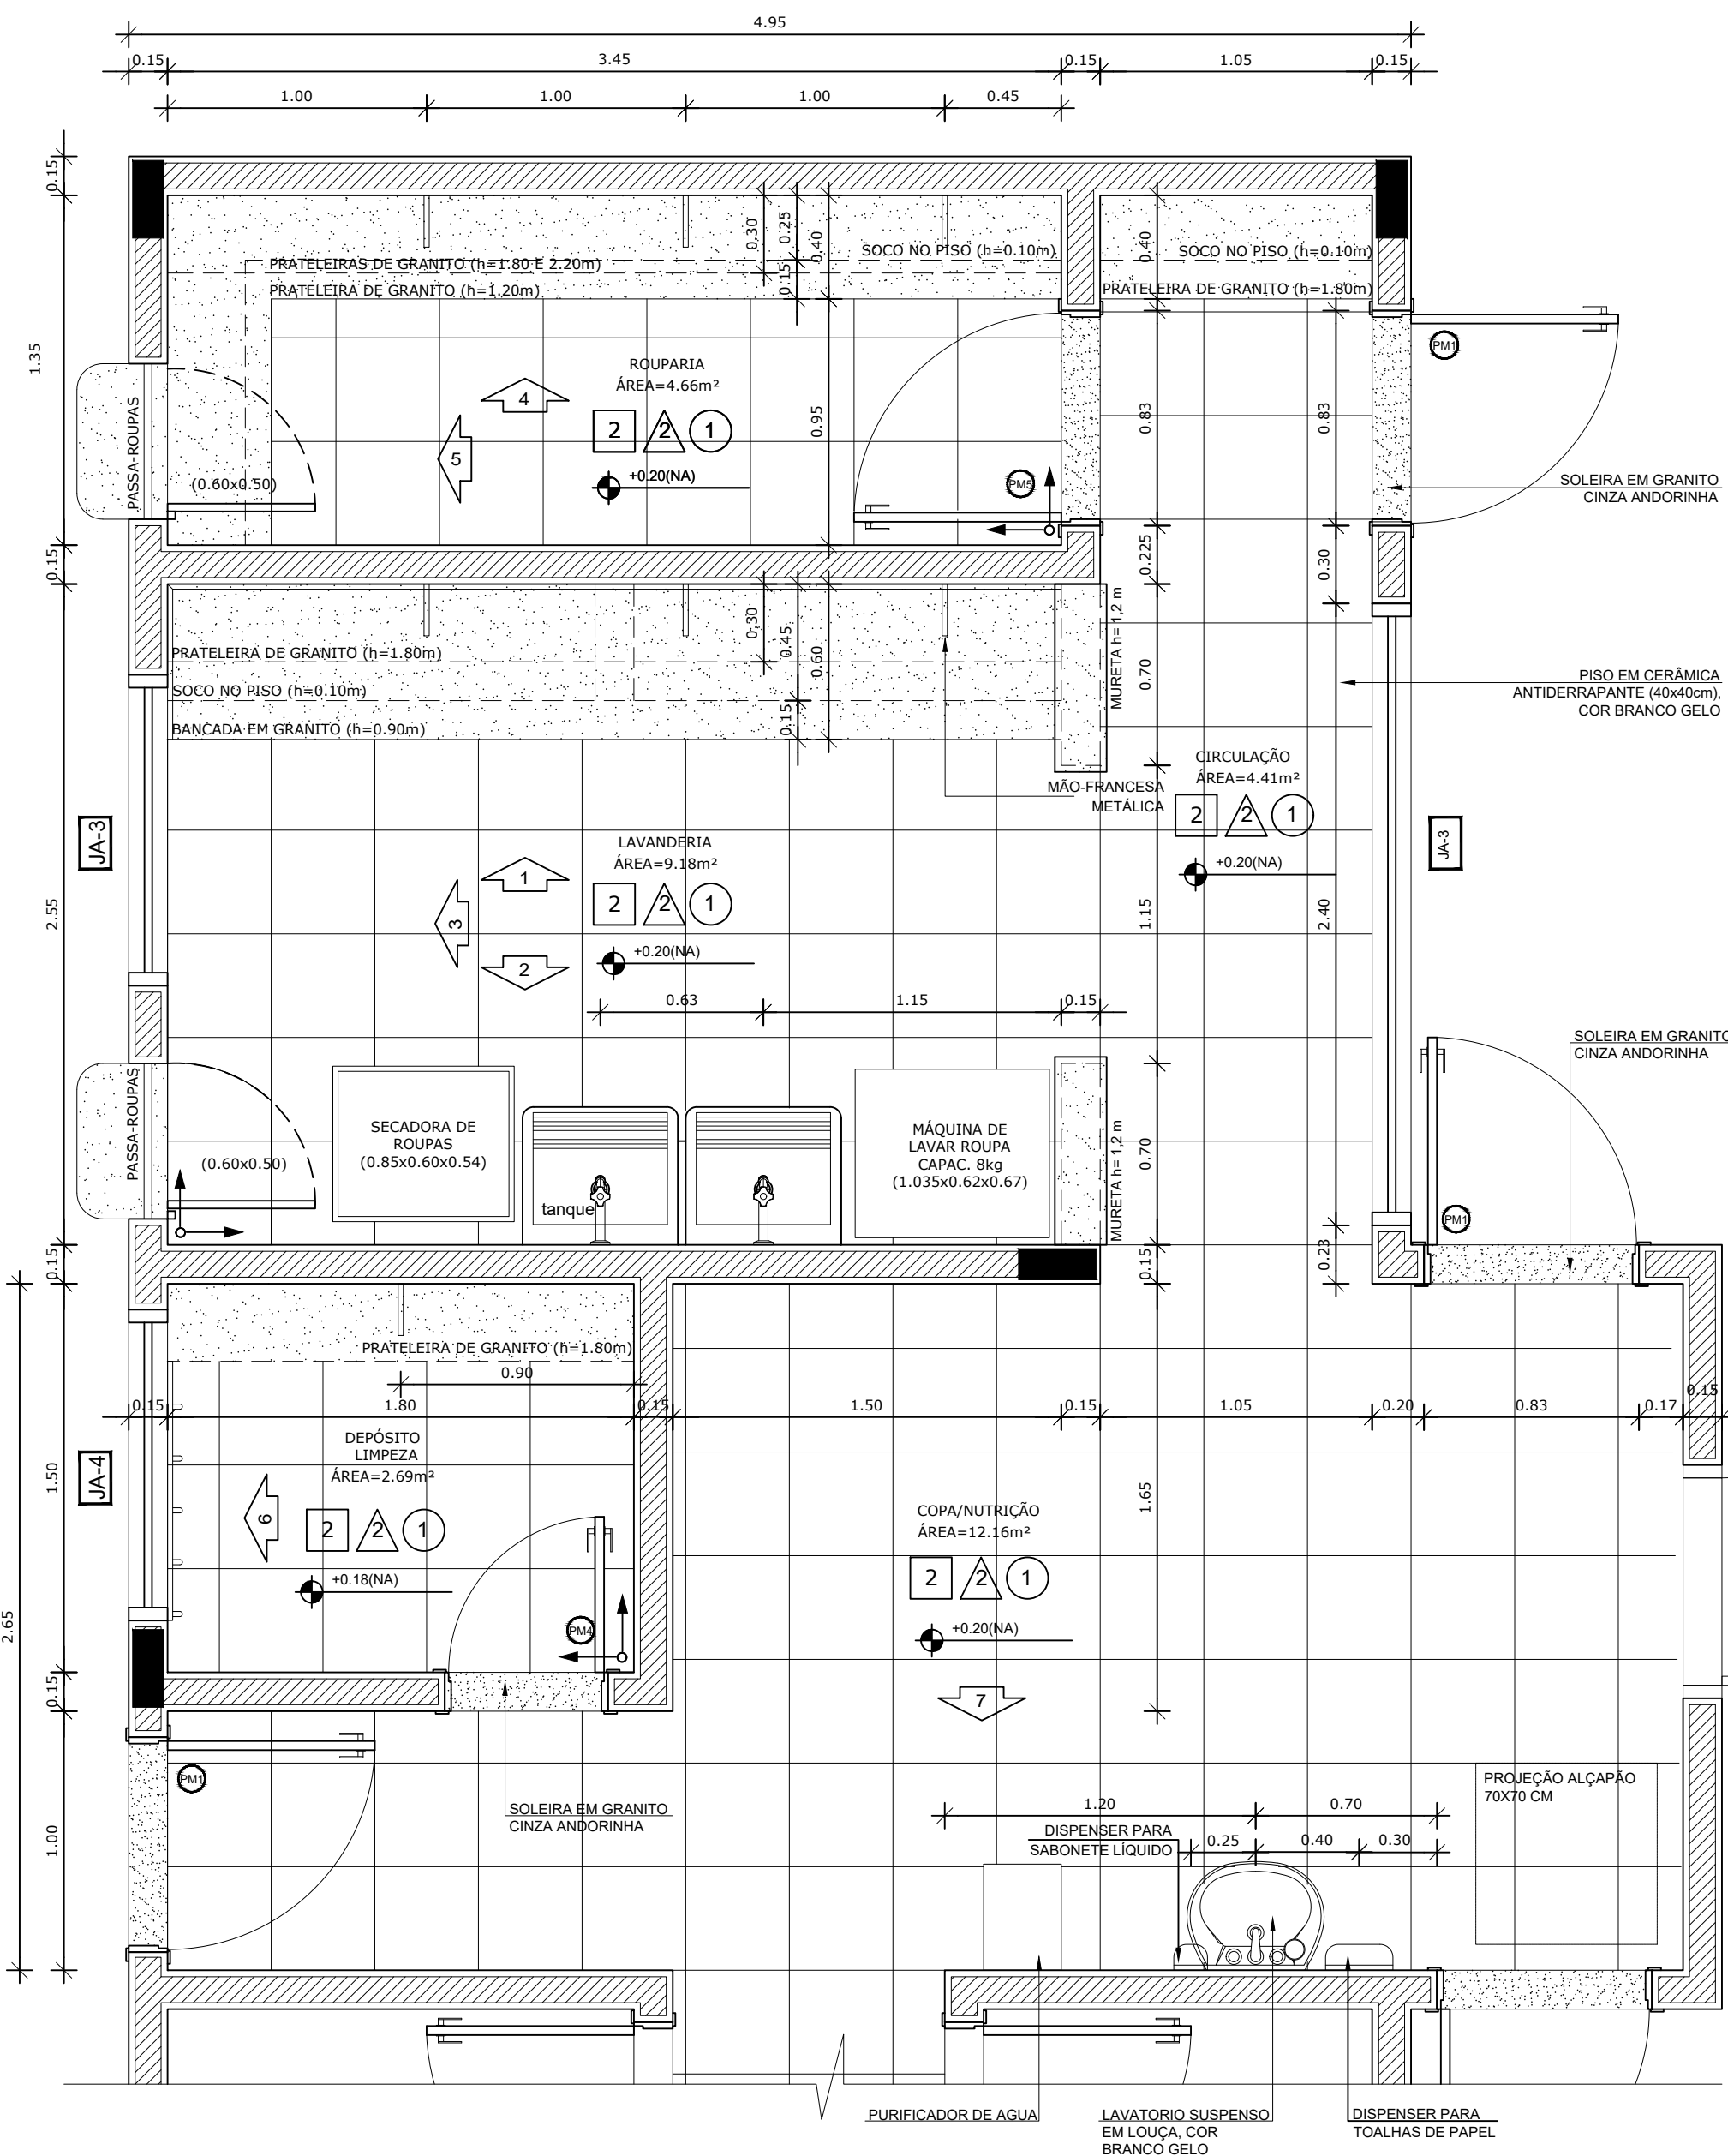 4.95
0.15 3.45 0.15 1.05 0.15
1.00 1.00 1.00 0.45
0.15
1.35
0.15
2.55
0.15
2.65
1.50
0.15
1.00
0.30
0.25
0.15
0.40
SOCO NO PISO (h=0.10m)
PRATELEIRAS DE GRANITO (h=1.80 E 2.20m)
PRATELEIRA DE GRANITO (h=1.20m)
0.40
SOCO NO PISO (h=0.10m)
PRATELEIRA DE GRANITO (h=1.80m)
ROUPARIA
ÁREA=4.66m²
2 2 1
+0.20(NA)
4
5
0.95
PASSA-ROUPAS
(0.60x0.50)
PM5
PM1
0.83
0.83
SOLEIRA EM GRANITO
CINZA ANDORINHA
0.225
0.30
PRATELEIRA DE GRANITO (h=1.80m)
SOCO NO PISO (h=0.10m)
BANCADA EM GRANITO (h=0.90m)
0.30
0.45
0.60
0.15
MURETA h= 1,2 m
0.70
PISO EM CERÂMICA
ANTIDERRAPANTE (40x40cm),
COR BRANCO GELO
MÃO-FRANCESA
METÁLICA
CIRCULAÇÃO
ÁREA=4.41m²
2 2 1
+0.20(NA)
JA-3
JA-3
LAVANDERIA
ÁREA=9.18m²
2 2 1
+0.20(NA)
1
3
2
1.15
2.40
0.63 1.15 0.15
SOLEIRA EM GRANITO
CINZA ANDORINHA
PASSA-ROUPAS
(0.60x0.50)
SECADORA DE
ROUPAS
(0.85x0.60x0.54)
tanque
MÁQUINA DE
LAVAR ROUPA
CAPAC. 8kg
(1.035x0.62x0.67)
MURETA h= 1,2 m
0.70
PM1
0.15
0.23
PRATELEIRA DE GRANITO (h=1.80m)
0.90
0.15 1.80 0.15 1.50 0.15 1.05 0.20 0.83 0.17 0.15
DEPÓSITO
LIMPEZA
ÁREA=2.69m²
2 2 1
+0.18(NA)
6
JA-4
PM4
1.65
COPA/NUTRIÇÃO
ÁREA=12.16m²
2 2 1
+0.20(NA)
7
PM1
SOLEIRA EM GRANITO
CINZA ANDORINHA
PROJEÇÃO ALÇAPÃO
70X70 CM
1.20 0.70
DISPENSER PARA
SABONETE LÍQUIDO
0.25 0.40 0.30
PURIFICADOR DE AGUA
LAVATORIO SUSPENSO
EM LOUÇA, COR
BRANCO GELO
DISPENSER PARA
TOALHAS DE PAPEL